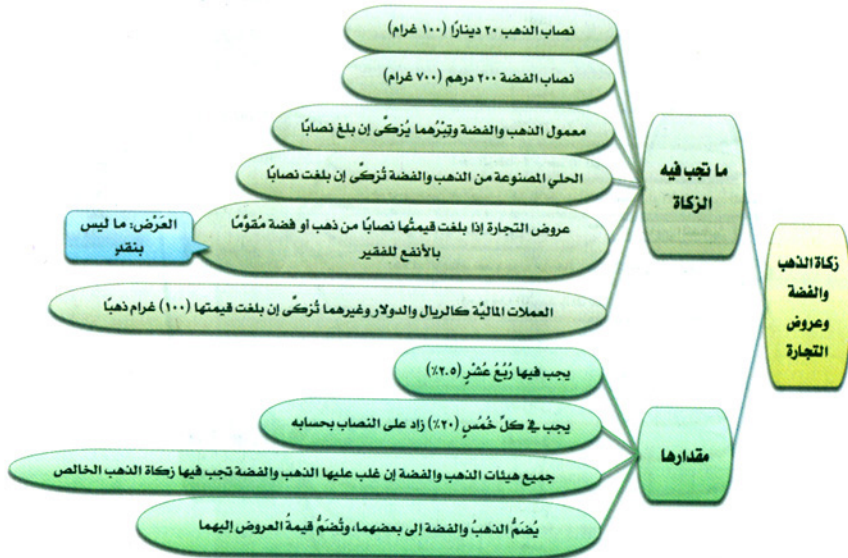 زكاة الذهب
والفضة
وعروض
التجارة
ما تجب فيه
الزكاة
نصاب الذهب ٢٠ دينارًا (١٠٠ غرام)
نصاب الفضة ٢٠٠ درهم (٧٠٠ غرام)
معمول الذهب والفضة وتِبْرُهما يُزكَّى إن بلغ نصابًا
الحلي المصنوعة من الذهب والفضة تُزكَّى إن بلغت نصابًا
عروض التجارة إذا بلغت قيمتُها نصابًا من ذهب أو فضة مُقوَّمًا
بالأنفع للفقير
العَرْض: ما ليس
بنقدٍ
العملات الماليَّة كالريال والدولار وغيرهما تُزكَّى إن بلغت قيمتها (١٠٠) غرام ذهبًا
مقدارها
يجب فيها رُبُعُ عُشْرٍ (٢.٥٪)
يجب في كلِّ خُمُسٍ (٢٠٪) زاد على النصاب بحسابه
جميع هيئات الذهب والفضة إن غلب عليها الذهب والفضة تجب فيها زكاة الذهب الخالص
يُضَمُّ الذهبُ والفضة إلى بعضهما، وتُضَمُّ قيمةُ العروض إليهما